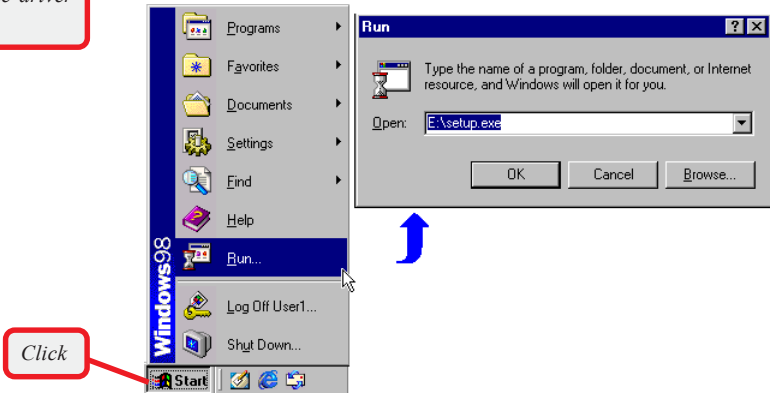 driver
Programs
Favorites
Documents
Settings
Find
Help
Run...
Log Off User1...
Shut Down...
Windows98
Click
Start
Run
Type the name of a program, folder, document, or Internet
resource, and Windows will open it for you.
Open:
E:\setup.exe
OK
Cancel
Browse...